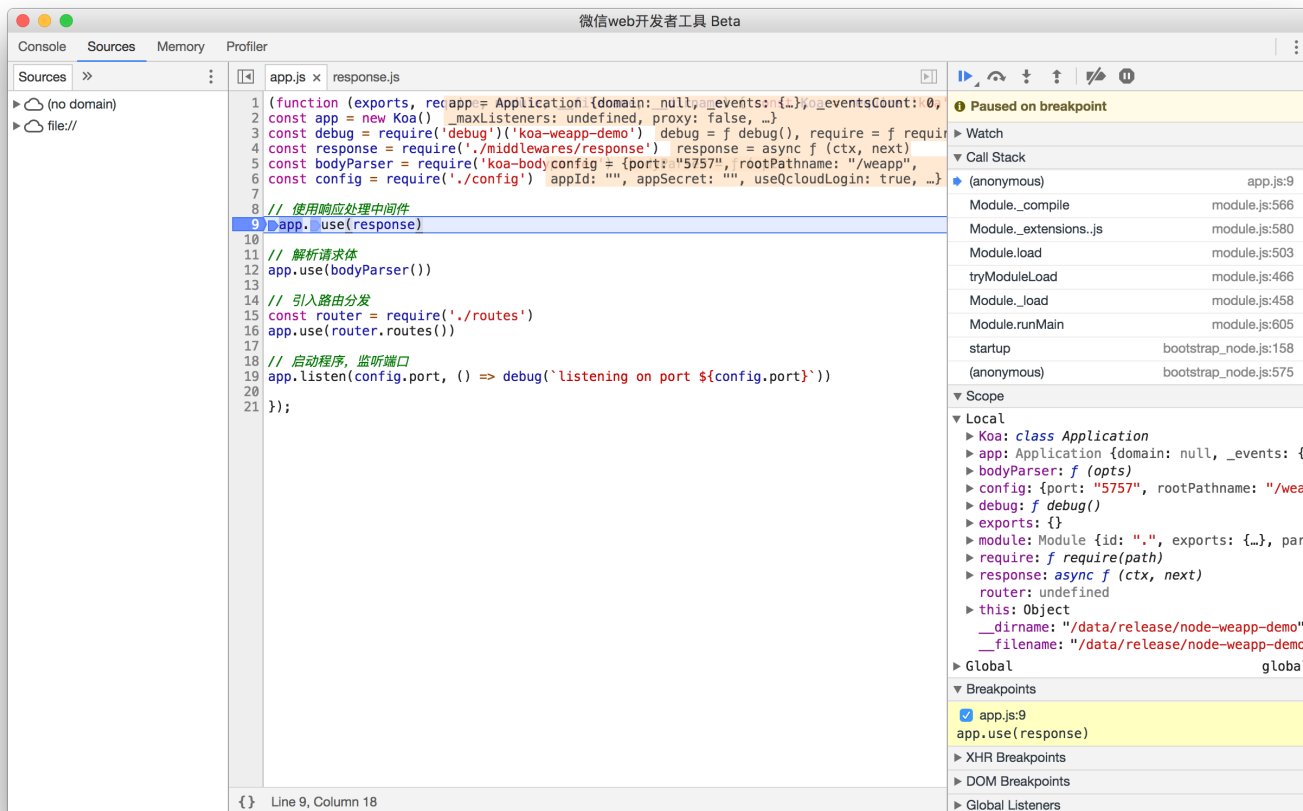 微信web开发者工具 Beta
Console Sources Memory Profiler
Sources »
(no domain)
file://
app.js × response.js
1 (function (exports, app = Application {domain: null, _events: {…}, _eventsCount: 0,
2 const app = new Koa() _maxListeners: undefined, proxy: false, …}
3 const debug = require('debug')('koa-weapp-demo') debug = ƒ debug(), require = ƒ requir
4 const response = require('./middlewares/response') response = async ƒ (ctx, next)
5 const bodyParser = require('koa-body config = {port: "5757", rootPathname: "/weapp",
6 const config = require('./config') appId: "", appSecret: "", useQcloudLogin: true, …}
7
8 // 使用响应处理中间件
9 app.use(response)
10
11 // 解析请求体
12 app.use(bodyParser())
13
14 // 引入路由分发
15 const router = require('./routes')
16 app.use(router.routes())
17
18 // 启动程序，监听端口
19 app.listen(config.port, () => debug(`listening on port ${config.port}`))
20
21 });
{} Line 9, Column 18
Paused on breakpoint
Watch
Call Stack
(anonymous) app.js:9
Module._compile module.js:566
Module._extensions..js module.js:580
Module.load module.js:503
tryModuleLoad module.js:466
Module._load module.js:458
Module.runMain module.js:605
startup bootstrap_node.js:158
(anonymous) bootstrap_node.js:575
Scope
Local
Koa: class Application
app: Application {domain: null, _events: {
bodyParser: ƒ (opts)
config: {port: "5757", rootPathname: "/wea
debug: ƒ debug()
exports: {}
module: Module {id: ".", exports: {…}, par
require: ƒ require(path)
response: async ƒ (ctx, next)
router: undefined
this: Object
__dirname: "/data/release/node-weapp-demo"
__filename: "/data/release/node-weapp-demo
Global globa
Breakpoints
app.js:9
app.use(response)
XHR Breakpoints
DOM Breakpoints
Global Listeners